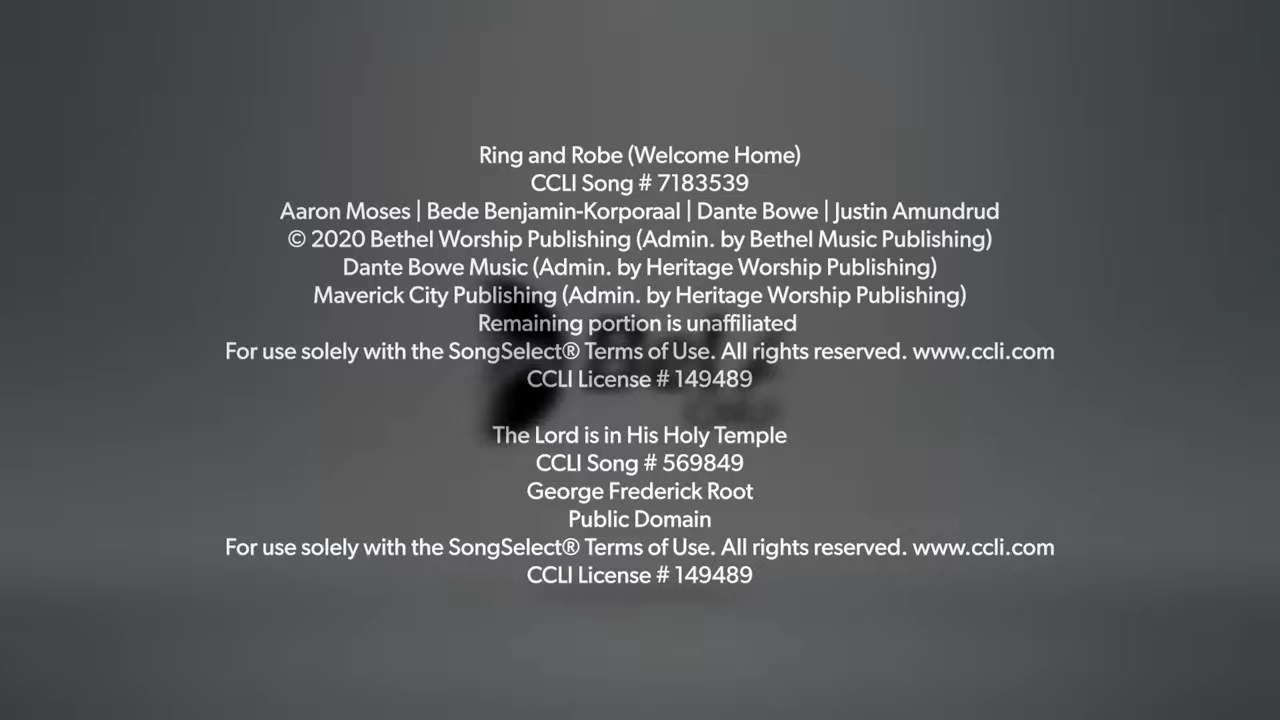 Ring and Robe (Welcome Home)
CCLI Song # 7183539
Aaron Moses | Bede Benjamin-Korporaal | Dante Bowe | Justin Amundrud
© 2020 Bethel Worship Publishing (Admin. by Bethel Music Publishing)
Dante Bowe Music (Admin. by Heritage Worship Publishing)
Maverick City Publishing (Admin. by Heritage Worship Publishing)
Remaining portion is unaffiliated
For use solely with the SongSelect® Terms of Use. All rights reserved. www.ccli.com
CCLI License # 149489
The Lord is in His Holy Temple
CCLI Song # 569849
George Frederick Root
Public Domain
For use solely with the SongSelect® Terms of Use. All rights reserved. www.ccli.com
CCLI License # 149489